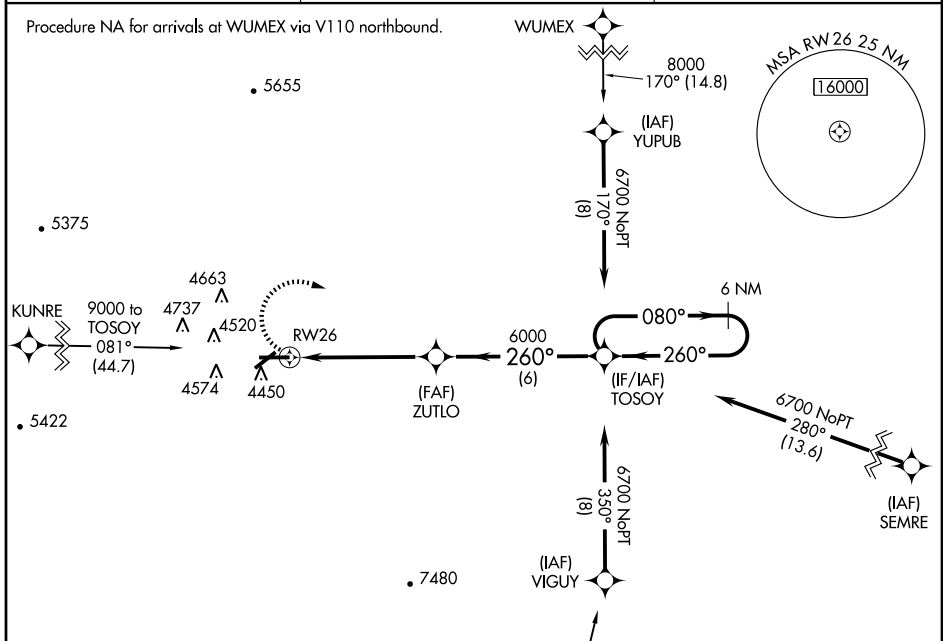 Procedure NA for arrivals at WUMEX via V110 northbound.
WUMEX
MSA RW26 25 NM
16000
8000
170° (14.8)
5655
(IAF)
YUPUB
6700 NoPT
170°
(8)
5375
4663
4737
4520
KUNRE
9000 to
TOSOY
081°
(44.7)
RW26
4574
4450
6000
260°
(6)
(FAF)
ZUTLO
6 NM
080°
260°
(IF/IAF)
TOSOY
5422
6700 NoPT
280°
(13.6)
(IAF)
SEMRE
6700 NoPT
350°
(8)
(IAF)
VIGUY
7480